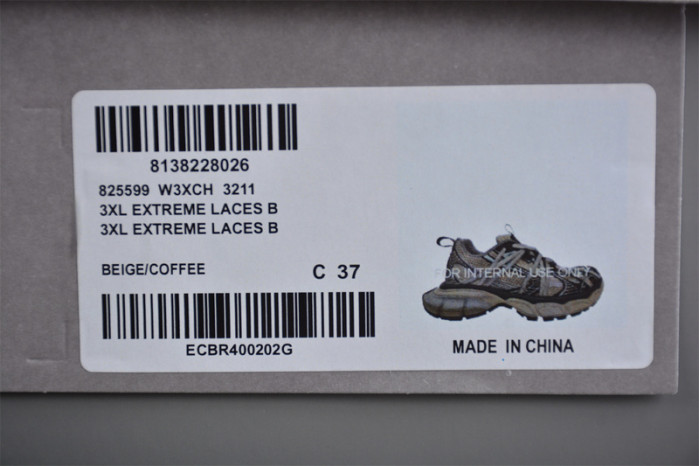 8138228026
825599 W3XCH 3211
3XL EXTREME LACES B
3XL EXTREME LACES B
BEIGE/COFFEE
C 37
ECBR400202G
FOR INTERNAL USE ONLY
MADE IN CHINA